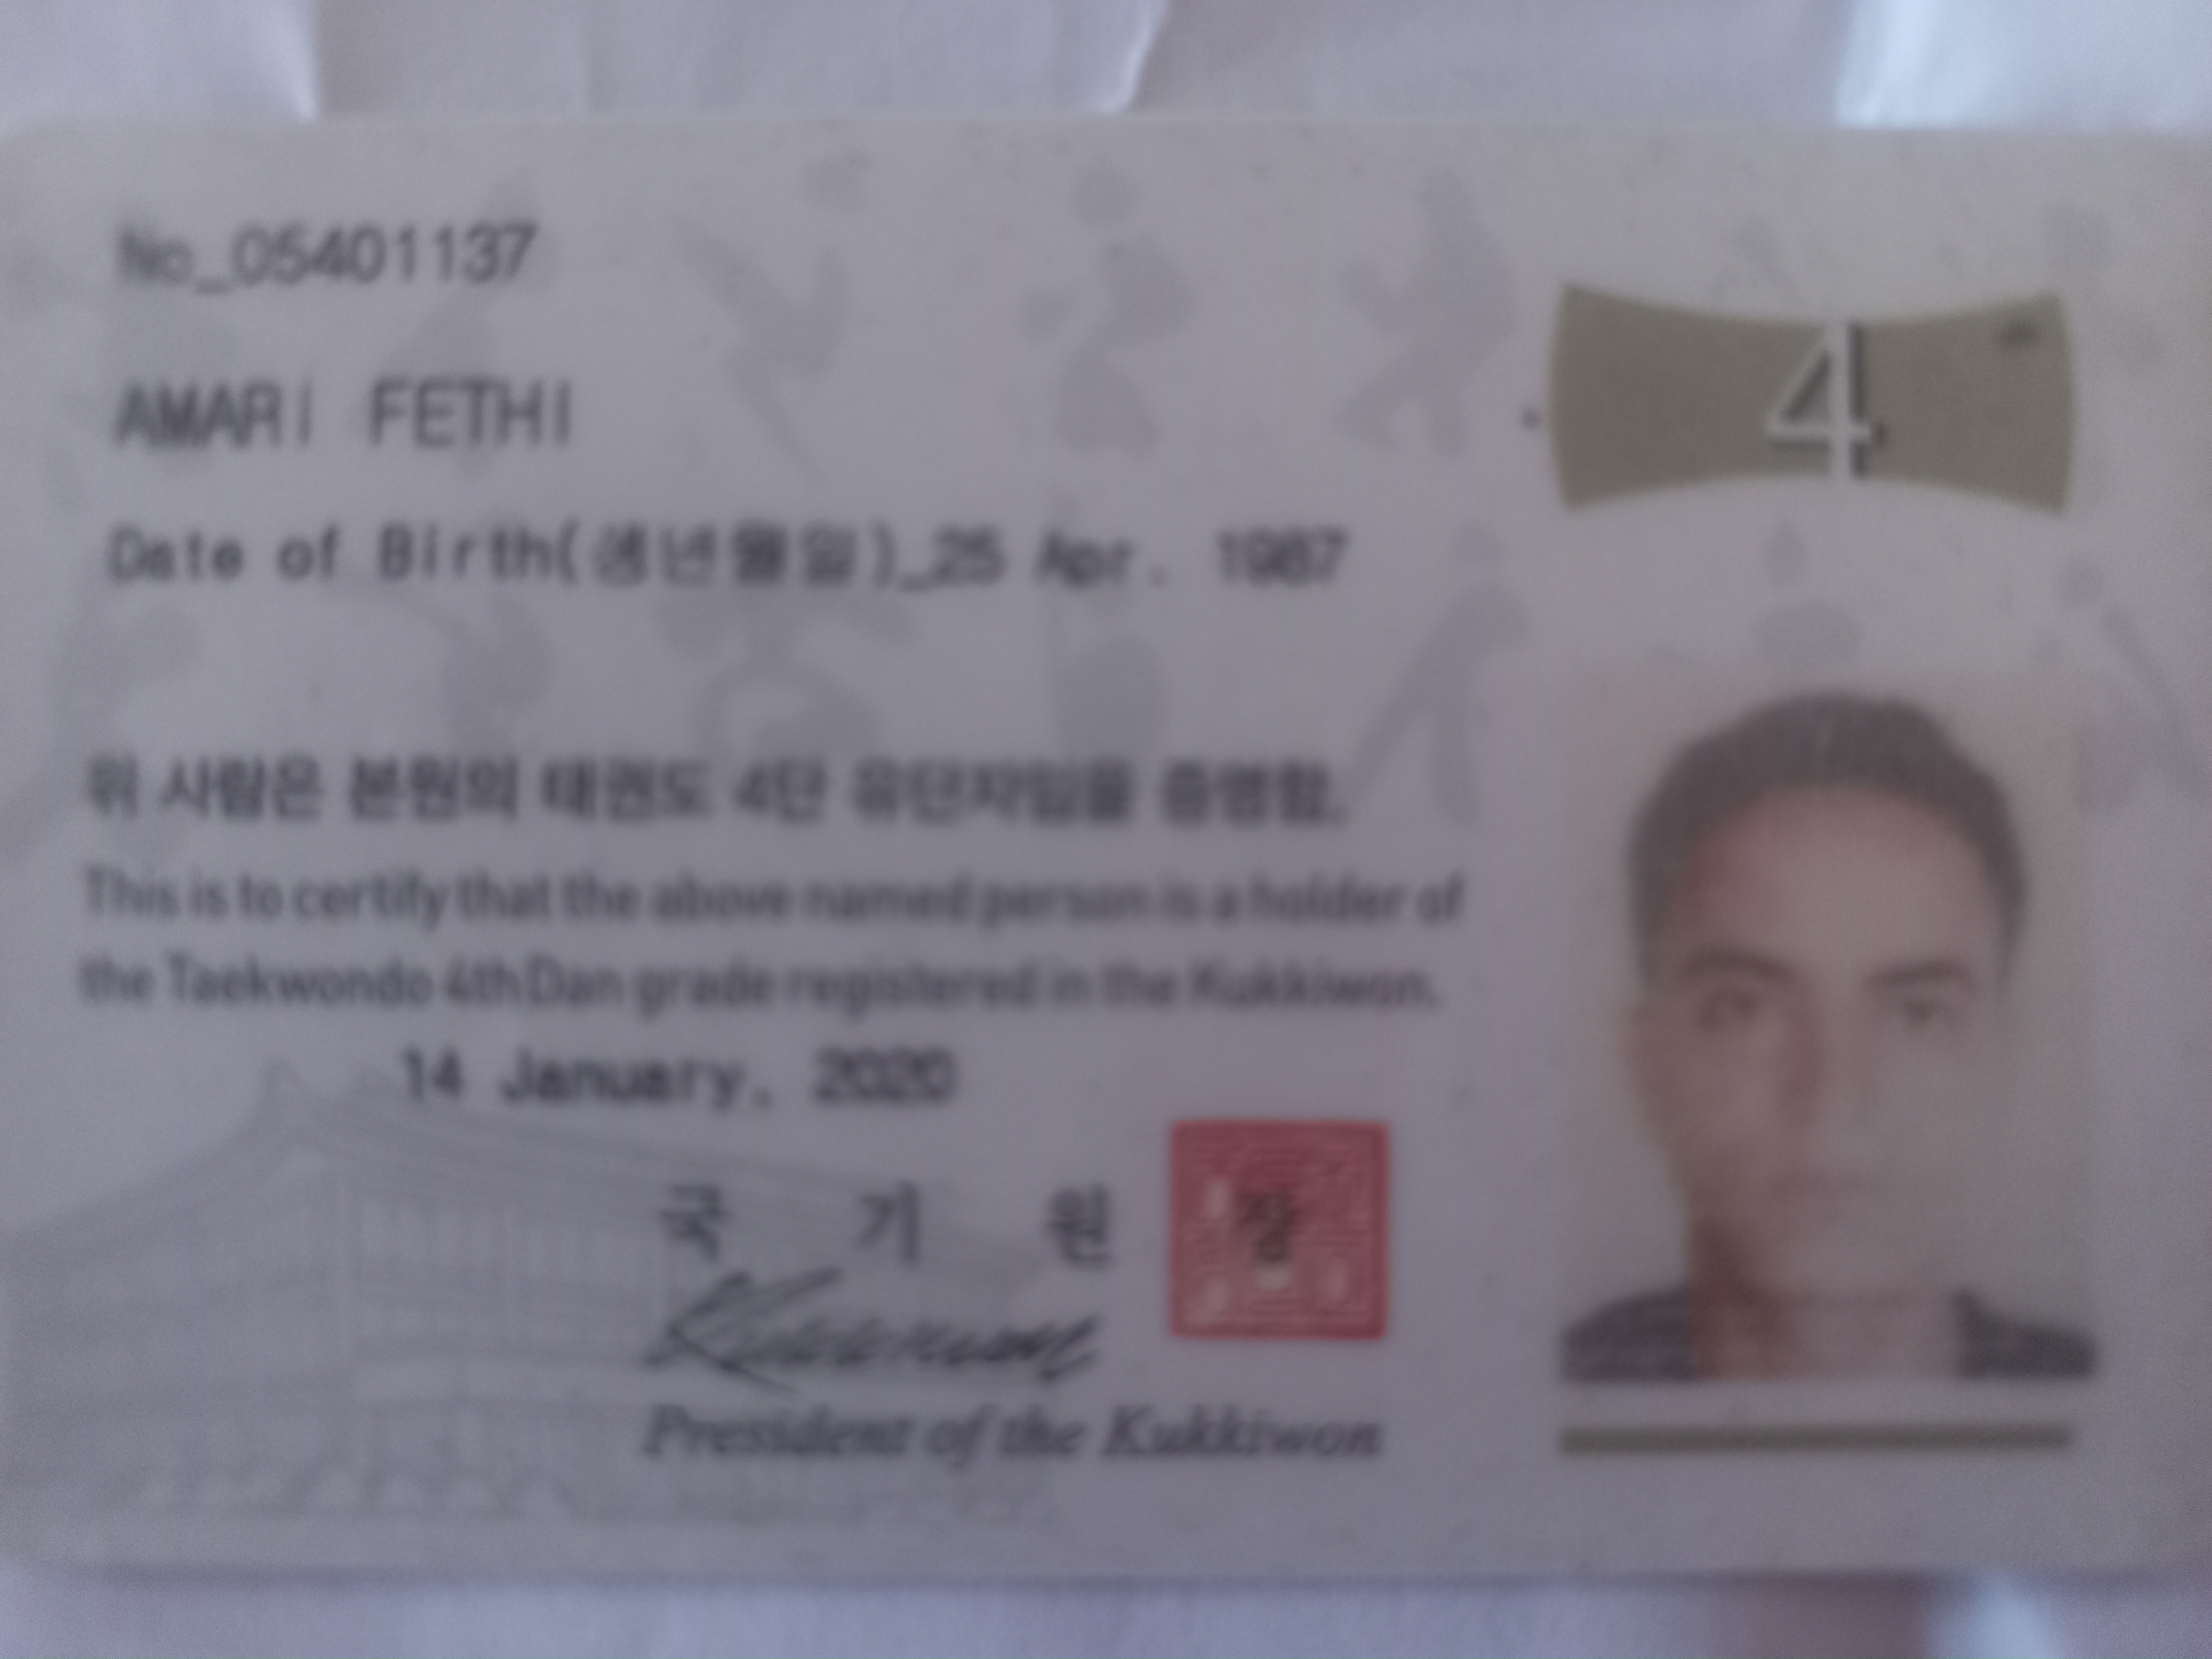 No_05401137
4
AMARI FETHI
Date of Birth(생년월일)_25 Apr. 1987
위 사람은 본원의 태권도 4단 유단자임을 증명함.
This is to certify that the above named person is a holder of
the Taekwondo 4th Dan grade registered in the Kukkiwon.
14 January, 2020
국 기 원 장
Kukkiwon
President of the Kukkiwon